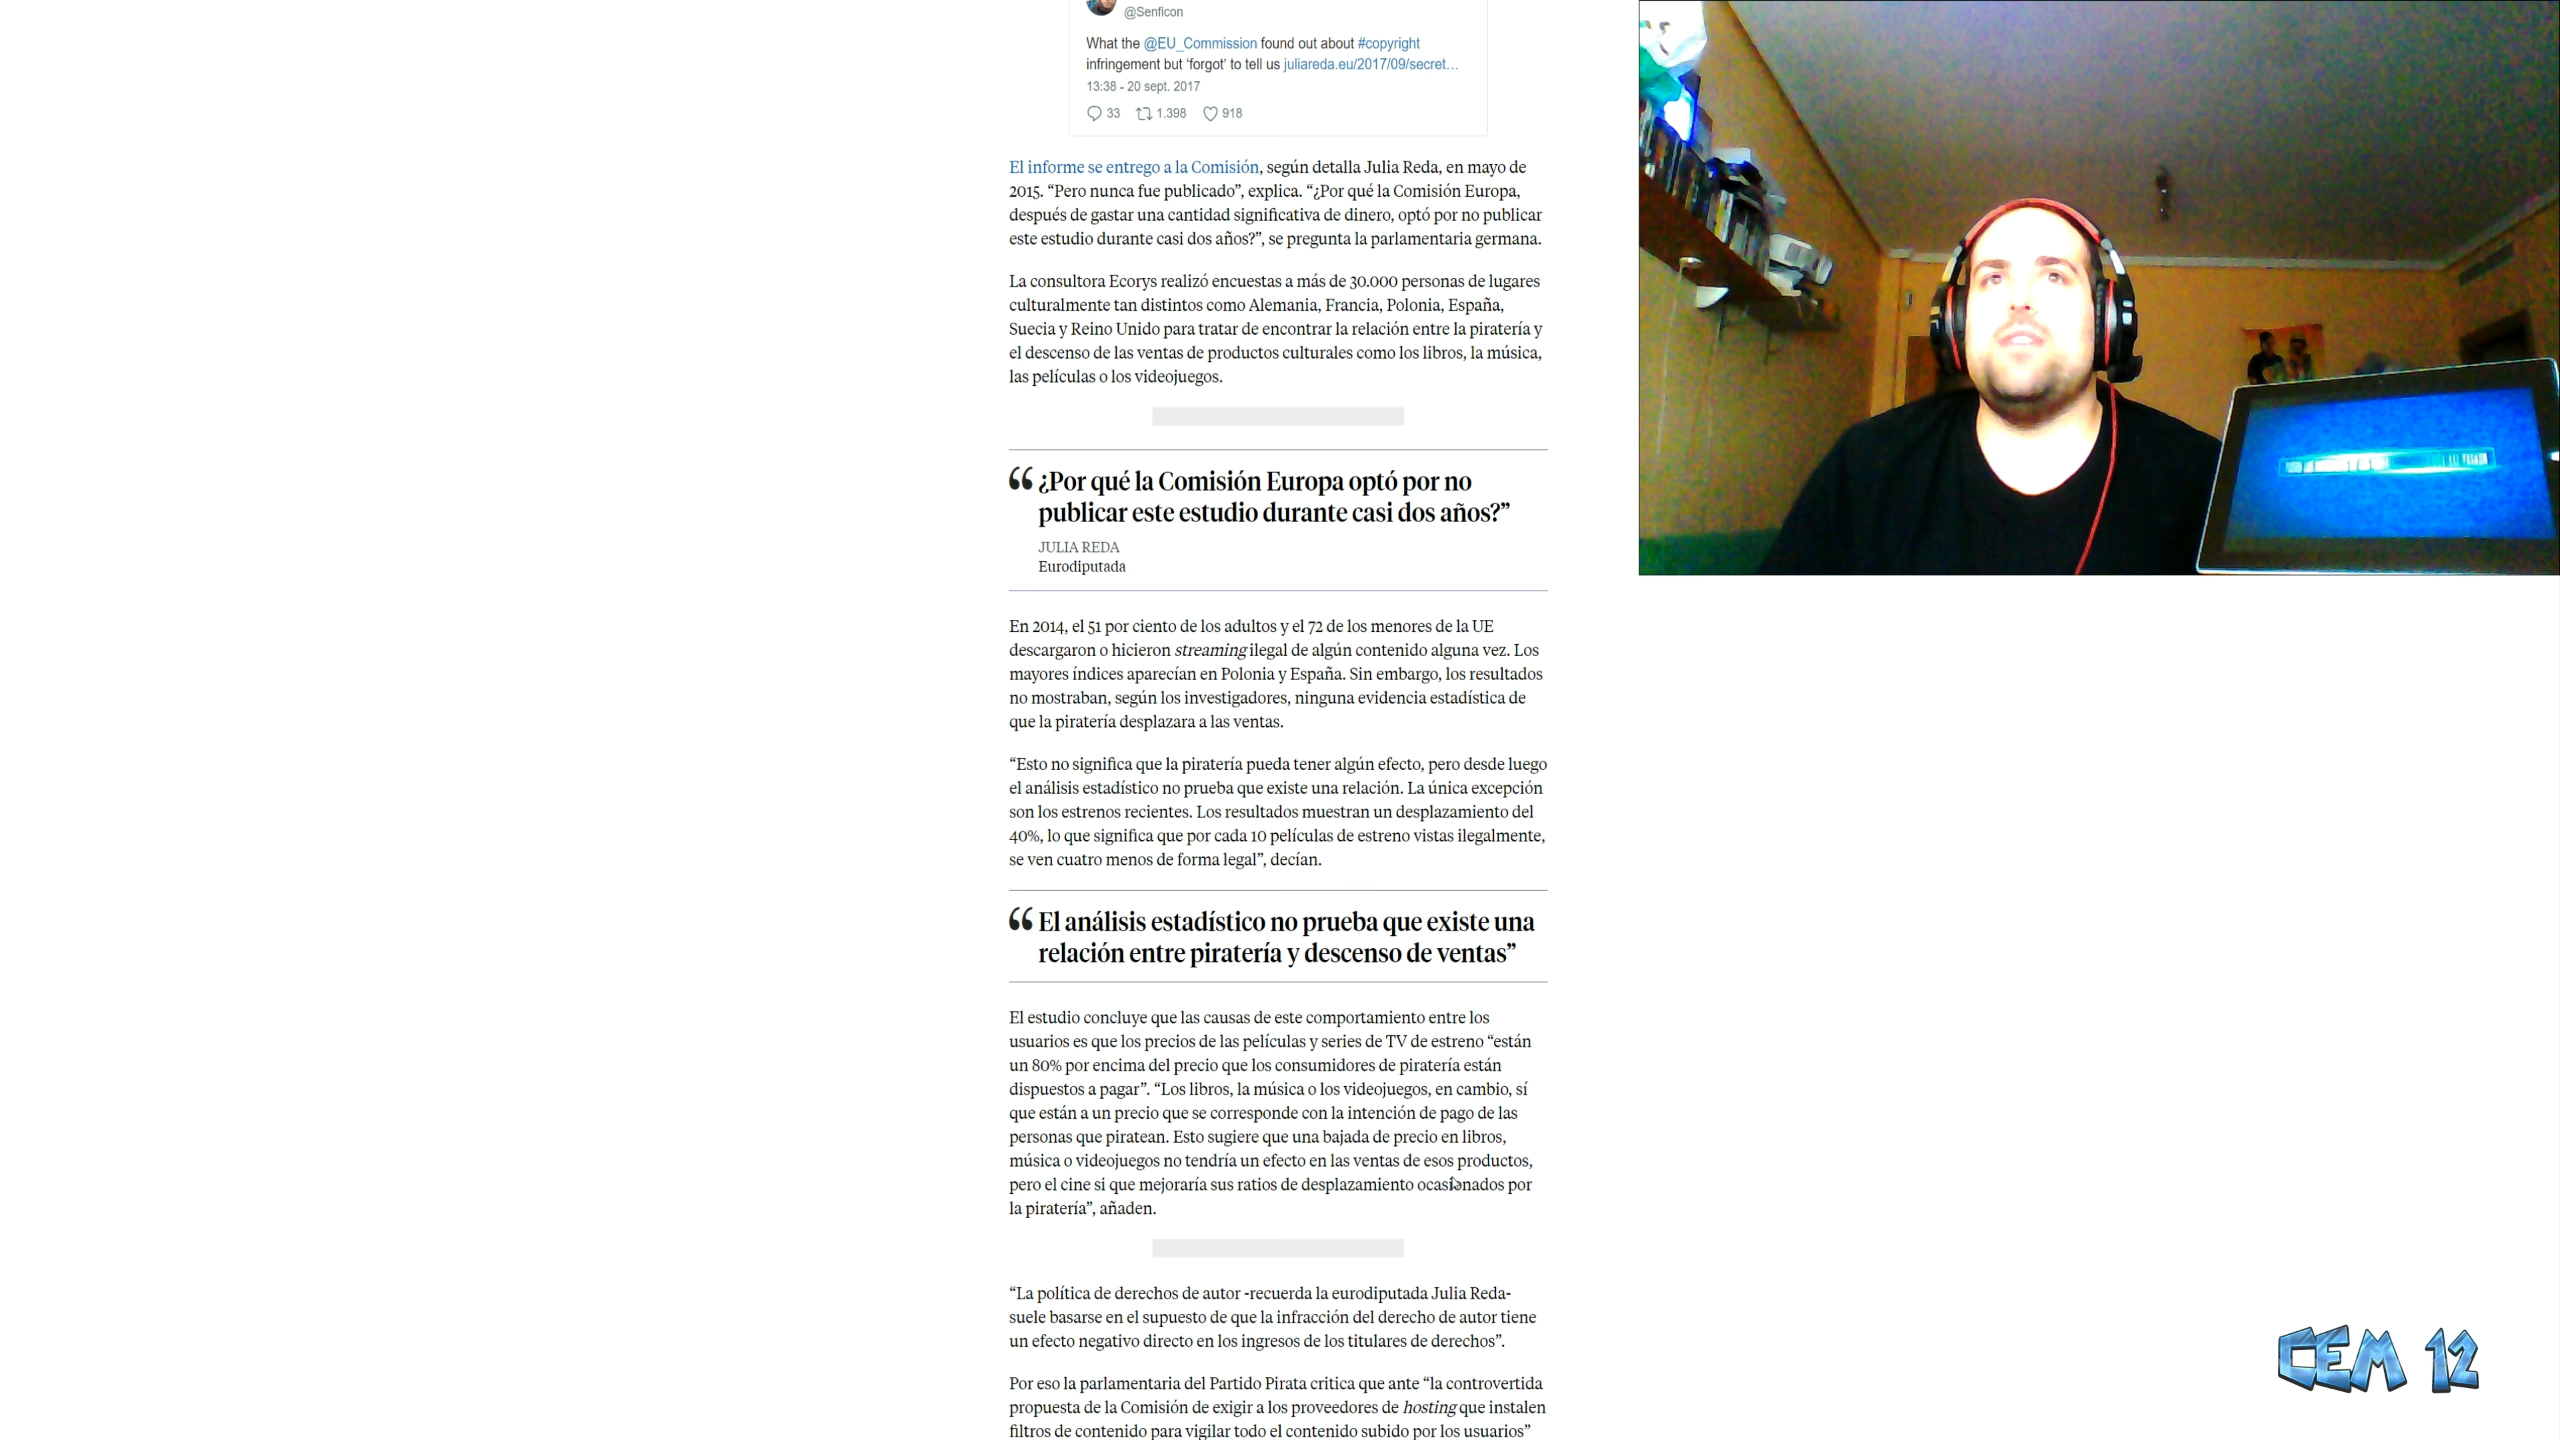 @Senficon
What the @EU_Commission found out about #copyright
infringement but ‘forgot’ to tell us juliareda.eu/2017/09/secret…
13:38 - 20 sept. 2017
33 1.398 918
El informe se entrego a la Comisión, según detalla Julia Reda, en mayo de
2015. “Pero nunca fue publicado”, explica. “¿Por qué la Comisión Europa,
después de gastar una cantidad significativa de dinero, optó por no publicar
este estudio durante casi dos años?”, se pregunta la parlamentaria germana.
La consultora Ecorys realizó encuestas a más de 30.000 personas de lugares
culturalmente tan distintos como Alemania, Francia, Polonia, España,
Suecia y Reino Unido para tratar de encontrar la relación entre la piratería y
el descenso de las ventas de productos culturales como los libros, la música,
las películas o los videojuegos.
“ ¿Por qué la Comisión Europa optó por no
publicar este estudio durante casi dos años?”
JULIA REDA
Eurodiputada
En 2014, el 51 por ciento de los adultos y el 72 de los menores de la UE
descargaron o hicieron streaming ilegal de algún contenido alguna vez. Los
mayores índices aparecían en Polonia y España. Sin embargo, los resultados
no mostraban, según los investigadores, ninguna evidencia estadística de
que la piratería desplazara a las ventas.
“Esto no significa que la piratería pueda tener algún efecto, pero desde luego
el análisis estadístico no prueba que existe una relación. La única excepción
son los estrenos recientes. Los resultados muestran un desplazamiento del
40%, lo que significa que por cada 10 películas de estreno vistas ilegalmente,
se ven cuatro menos de forma legal”, decían.
“ El análisis estadístico no prueba que existe una
relación entre piratería y descenso de ventas”
El estudio concluye que las causas de este comportamiento entre los
usuarios es que los precios de las películas y series de TV de estreno “están
un 80% por encima del precio que los consumidores de piratería están
dispuestos a pagar”. “Los libros, la música o los videojuegos, en cambio, sí
que están a un precio que se corresponde con la intención de pago de las
personas que piratean. Esto sugiere que una bajada de precio en libros,
música o videojuegos no tendría un efecto en las ventas de esos productos,
pero el cine si que mejoraría sus ratios de desplazamiento ocasionados por
la piratería”, añaden.
“La política de derechos de autor -recuerda la eurodiputada Julia Reda-
suele basarse en el supuesto de que la infracción del derecho de autor tiene
un efecto negativo directo en los ingresos de los titulares de derechos”.
Por eso la parlamentaria del Partido Pirata critica que ante “la controvertida
propuesta de la Comisión de exigir a los proveedores de hosting que instalen
filtros de contenido para vigilar todo el contenido subido por los usuarios”
CEM 12